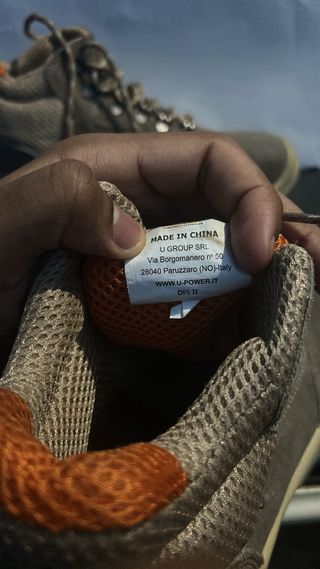 MADE IN CHINA
U GROUP SRL
Via Borgomanero n° 50
28040 Paruzzaro (NO)-Italy
WWW.U-POWER.IT
DPI II